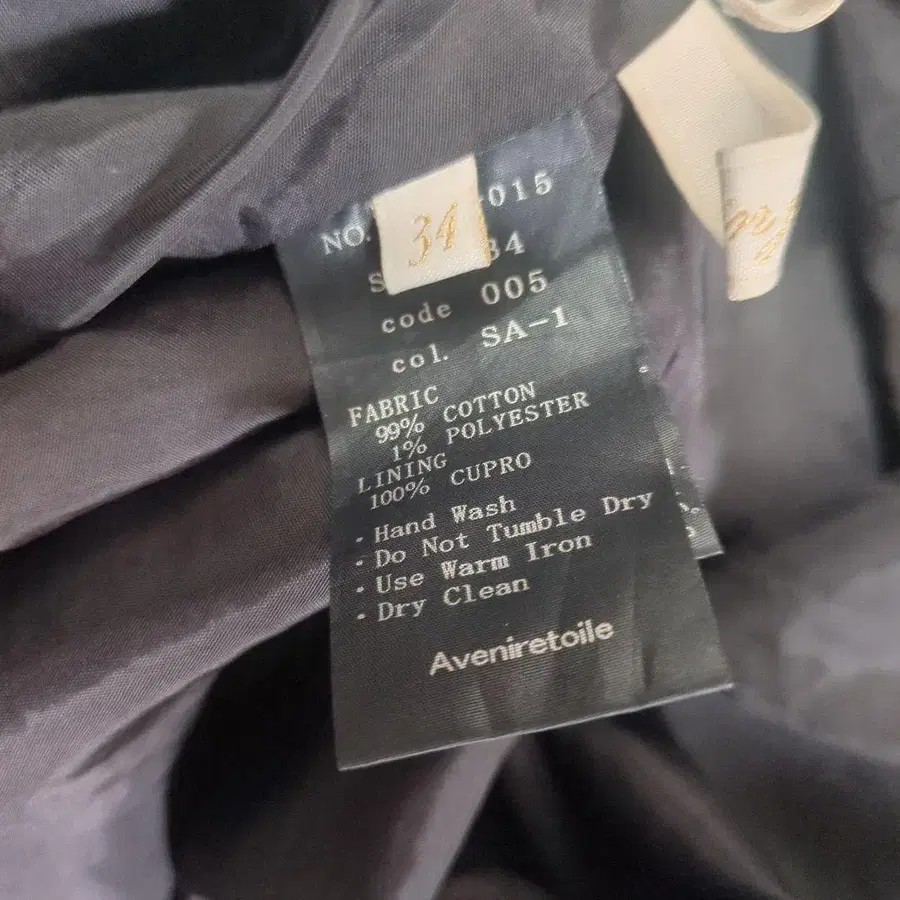 34
NO. -015
34
code 005
col. SA-1
FABRIC
99% COTTON
1% POLYESTER
LINING
100% CUPRO
· Hand Wash
· Do Not Tumble Dry
· Use Warm Iron
· Dry Clean
Aveniretoile